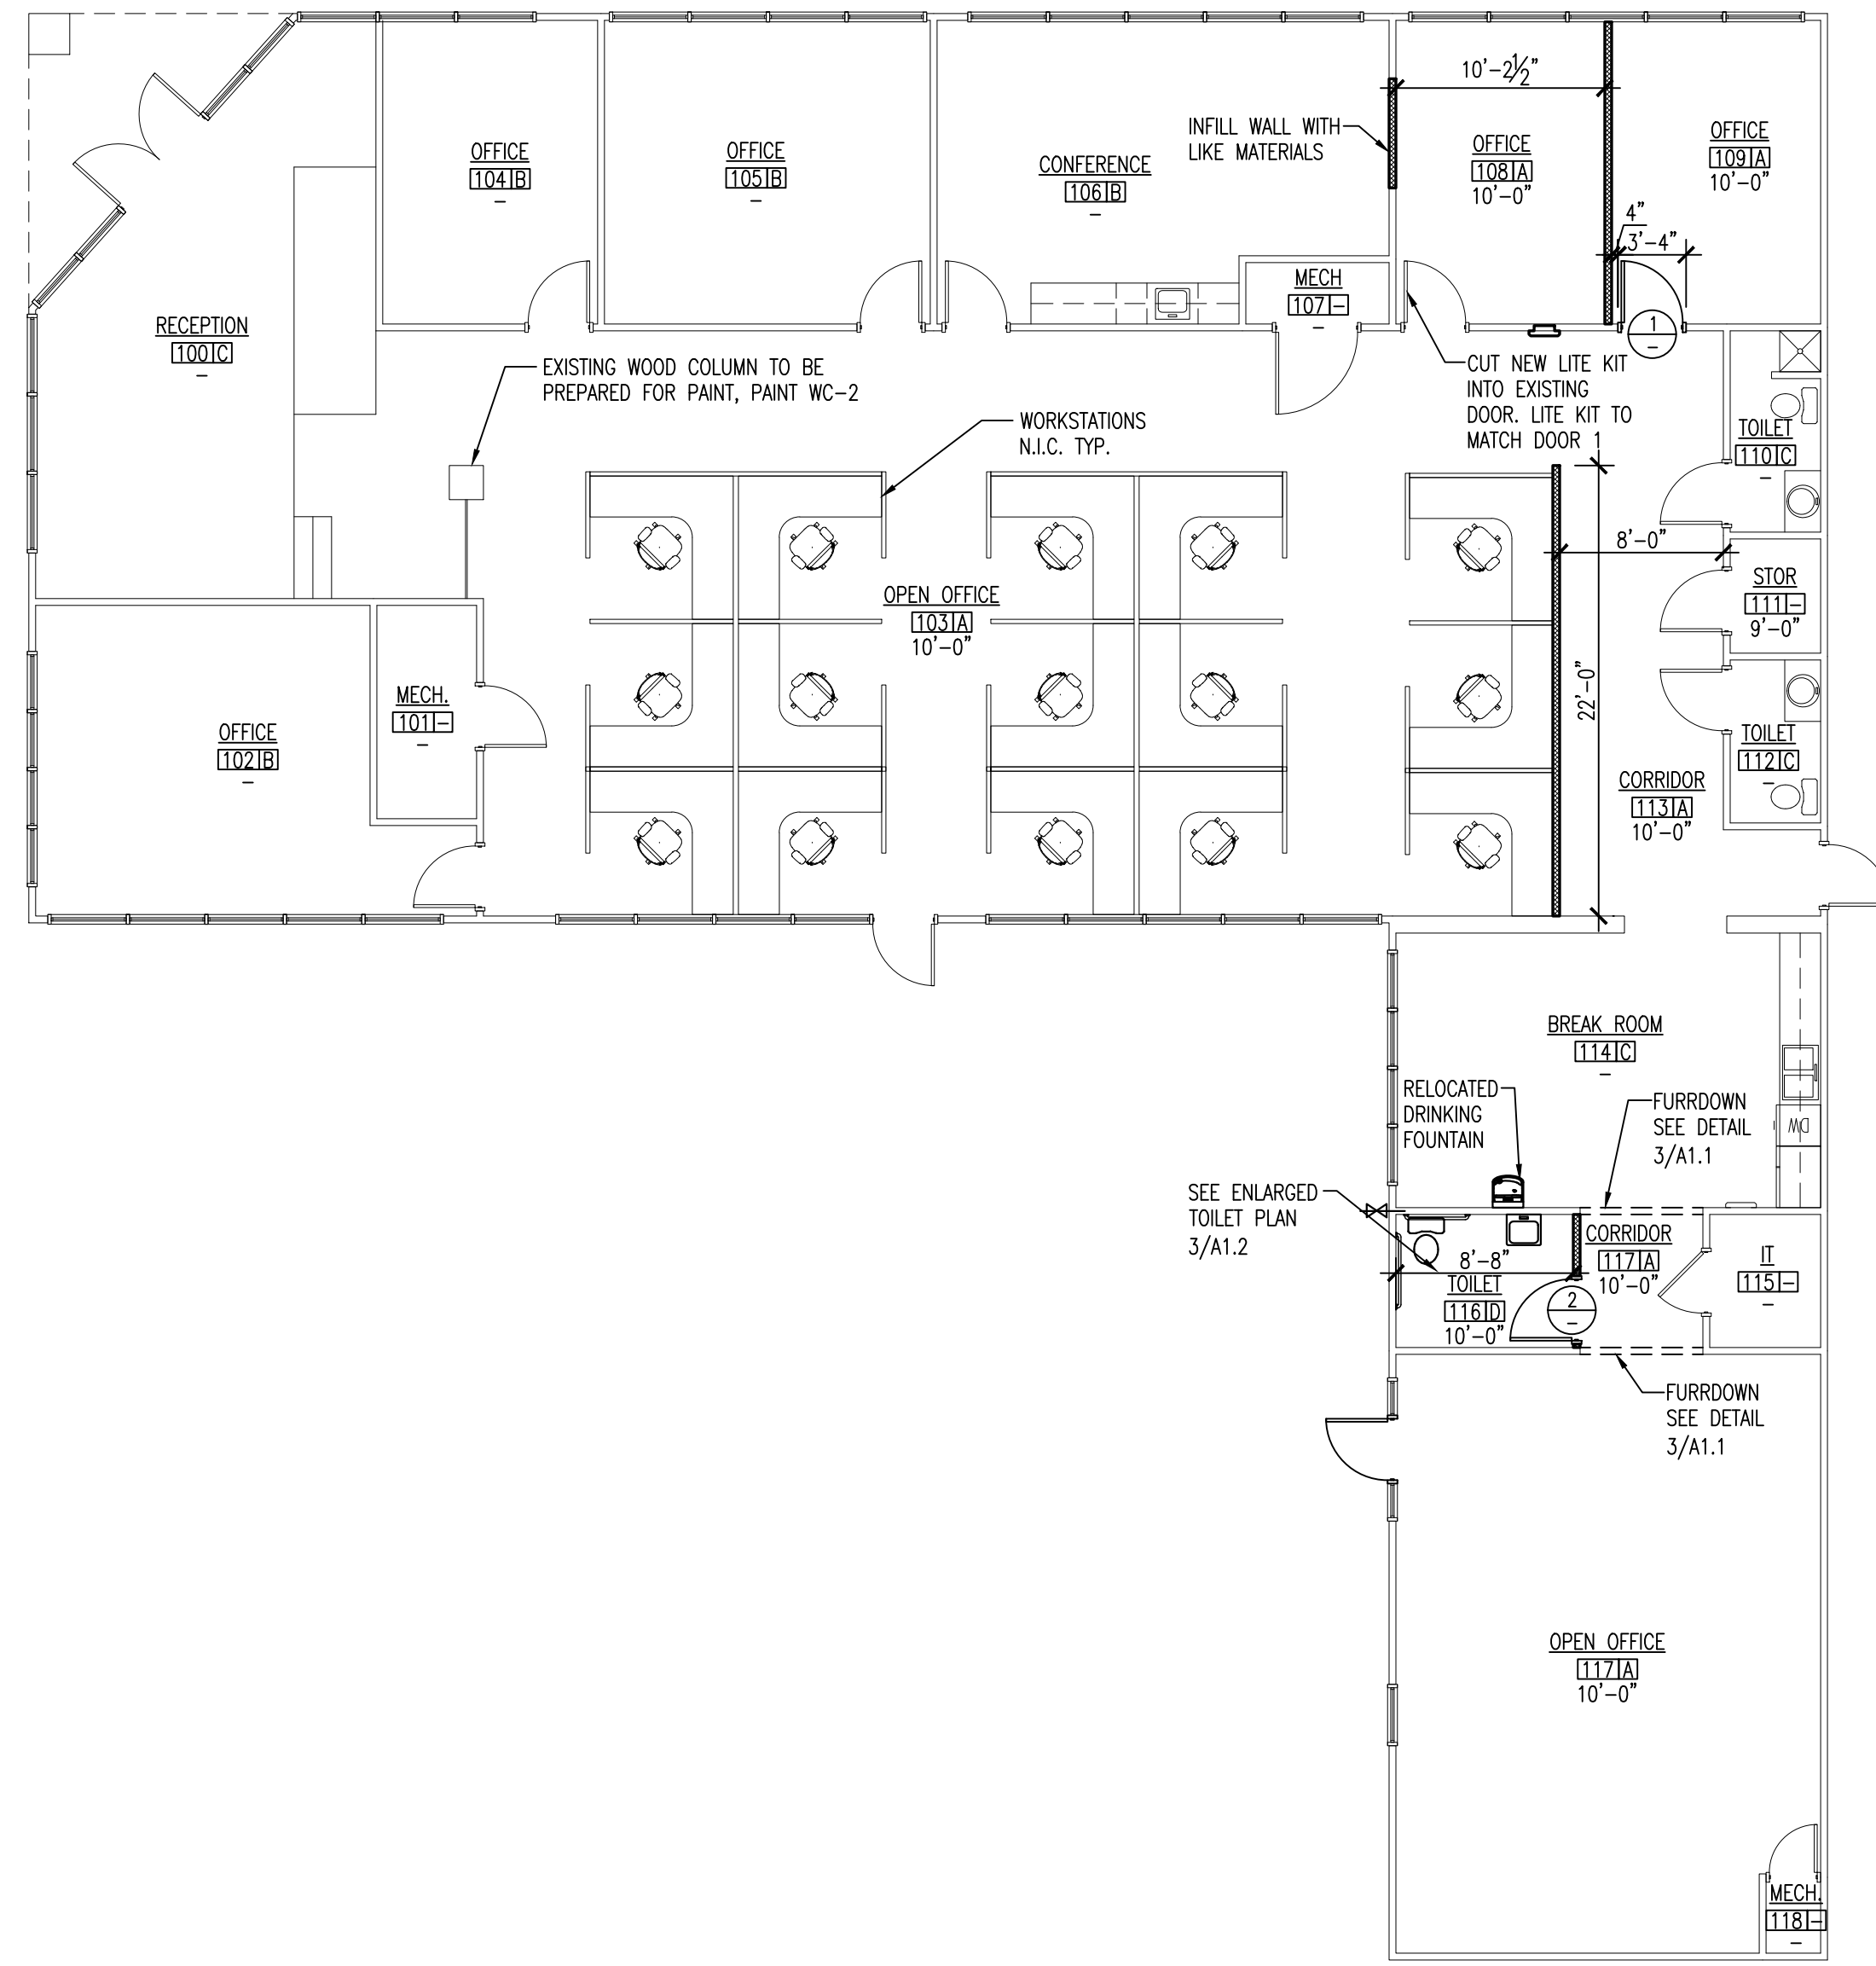 10'-2½"
INFILL WALL WITH
LIKE MATERIALS
OFFICE
104 B
–
OFFICE
105 B
–
CONFERENCE
106 B
–
OFFICE
108 A
10'-0"
OFFICE
109 A
10'-0"
4"
3'-4"
MECH
107 –
–
1
–
RECEPTION
100 C
–
EXISTING WOOD COLUMN TO BE
PREPARED FOR PAINT, PAINT WC-2
WORKSTATIONS
N.I.C. TYP.
CUT NEW LITE KIT
INTO EXISTING
DOOR. LITE KIT TO
MATCH DOOR 1
TOILET
110 C
–
8'-0"
STOR
111 –
9'-0"
OPEN OFFICE
103 A
10'-0"
22'-0"
MECH.
101 –
–
OFFICE
102 B
–
TOILET
112 C
–
CORRIDOR
113 A
10'-0"
BREAK ROOM
114 C
–
RELOCATED
DRINKING
FOUNTAIN
FURRDOWN
SEE DETAIL
3/A1.1
DW
SEE ENLARGED
TOILET PLAN
3/A1.2
8'-8"
TOILET
116 D
10'-0"
2
–
CORRIDOR
117 A
10'-0"
IT
115 –
–
FURRDOWN
SEE DETAIL
3/A1.1
OPEN OFFICE
117 A
10'-0"
MECH.
118 –
–